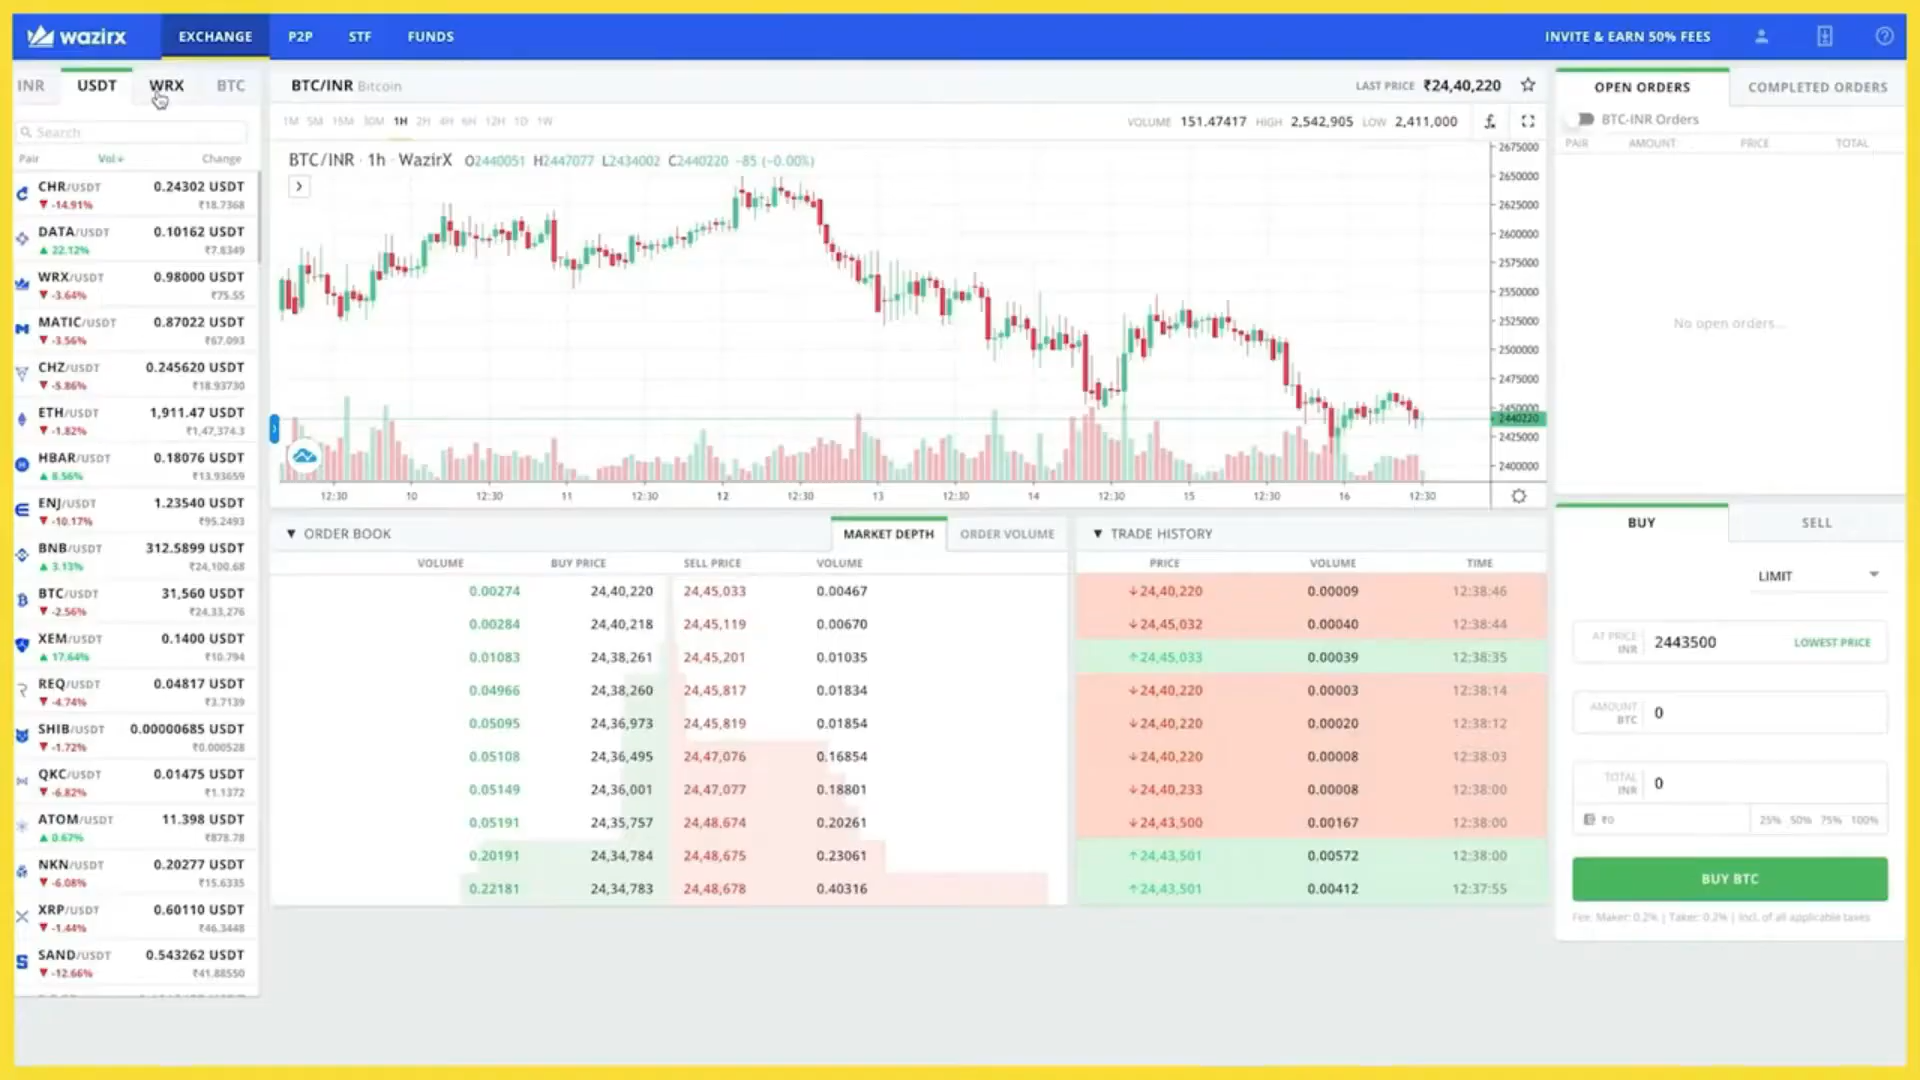 wazirx EXCHANGE P2P STF FUNDS INVITE & EARN 50% FEES
INR USDT WRX BTC
Search
Pair Vol Change
CHR/USDT 0.24302 USDT
▼ -14.91% ₹18.7368
DATA/USDT 0.10162 USDT
▲ 22.12% ₹7.8349
WRX/USDT 0.98000 USDT
▼ -3.64% ₹75.55
MATIC/USDT 0.87022 USDT
▼ -3.56% ₹67.093
CHZ/USDT 0.245620 USDT
▼ -5.86% ₹18.93730
ETH/USDT 1,911.47 USDT
▼ -1.82% ₹1,47,374.3
HBAR/USDT 0.18076 USDT
▲ 8.56% ₹13.93659
ENJ/USDT 1.23540 USDT
▼ -10.17% ₹95.2493
BNB/USDT 312.5899 USDT
▲ 3.13% ₹24,100.68
BTC/USDT 31,560 USDT
▼ -2.56% ₹24,33,276
XEM/USDT 0.1400 USDT
▲ 17.64% ₹10.794
REQ/USDT 0.04817 USDT
▼ -4.74% ₹3.7139
SHIB/USDT 0.00000685 USDT
▼ -1.72% ₹0.000528
QKC/USDT 0.01475 USDT
▼ -6.82% ₹1.1372
ATOM/USDT 11.398 USDT
▲ 0.67% ₹878.78
NKN/USDT 0.20277 USDT
▼ -6.08% ₹15.6335
XRP/USDT 0.60110 USDT
▼ -1.44% ₹46.3448
SAND/USDT 0.543262 USDT
▼ -12.66% ₹41.88550
BTC/INR Bitcoin LAST PRICE ₹24,40,220
1M 5M 15M 30M 1H 2H 4H 6H 12H 1D 1W VOLUME 151.47417 HIGH 2,542,905 LOW 2,411,000
BTC/INR · 1h · WazirX O2440051 H2447077 L2434002 C2440220 -85 (-0.00%)
2675000
2650000
2625000
2600000
2575000
2550000
2525000
2500000
2475000
2450000
2440220
2425000
2400000
12:30 10 12:30 11 12:30 12 12:30 13 12:30 14 12:30 15 12:30 16 12:30
▼ ORDER BOOK MARKET DEPTH ORDER VOLUME
VOLUME BUY PRICE SELL PRICE VOLUME
0.00274 24,40,220 24,45,033 0.00467
0.00284 24,40,218 24,45,119 0.00670
0.01083 24,38,261 24,45,201 0.01035
0.04966 24,38,260 24,45,817 0.01834
0.05095 24,36,973 24,45,819 0.01854
0.05108 24,36,495 24,47,076 0.16854
0.05149 24,36,001 24,47,077 0.18801
0.05191 24,35,757 24,48,674 0.20261
0.20191 24,34,784 24,48,675 0.23061
0.22181 24,34,783 24,48,678 0.40316
▼ TRADE HISTORY
PRICE VOLUME TIME
↓24,40,220 0.00009 12:38:46
↓24,45,032 0.00040 12:38:44
↑24,45,033 0.00039 12:38:35
↓24,40,220 0.00003 12:38:14
↓24,40,220 0.00020 12:38:12
↓24,40,220 0.00008 12:38:03
↓24,40,233 0.00008 12:38:00
↓24,43,500 0.00167 12:38:00
↑24,43,501 0.00572 12:38:00
↑24,43,501 0.00412 12:37:55
OPEN ORDERS COMPLETED ORDERS
BTC-INR Orders
PAIR AMOUNT PRICE TOTAL
No open orders...
BUY SELL
LIMIT
AT PRICE
INR 2443500 LOWEST PRICE
AMOUNT
BTC 0
TOTAL
INR 0
₹0 25% 50% 75% 100%
BUY BTC
Fee: Maker: 0.2% | Taker: 0.2% | Incl. of all applicable taxes